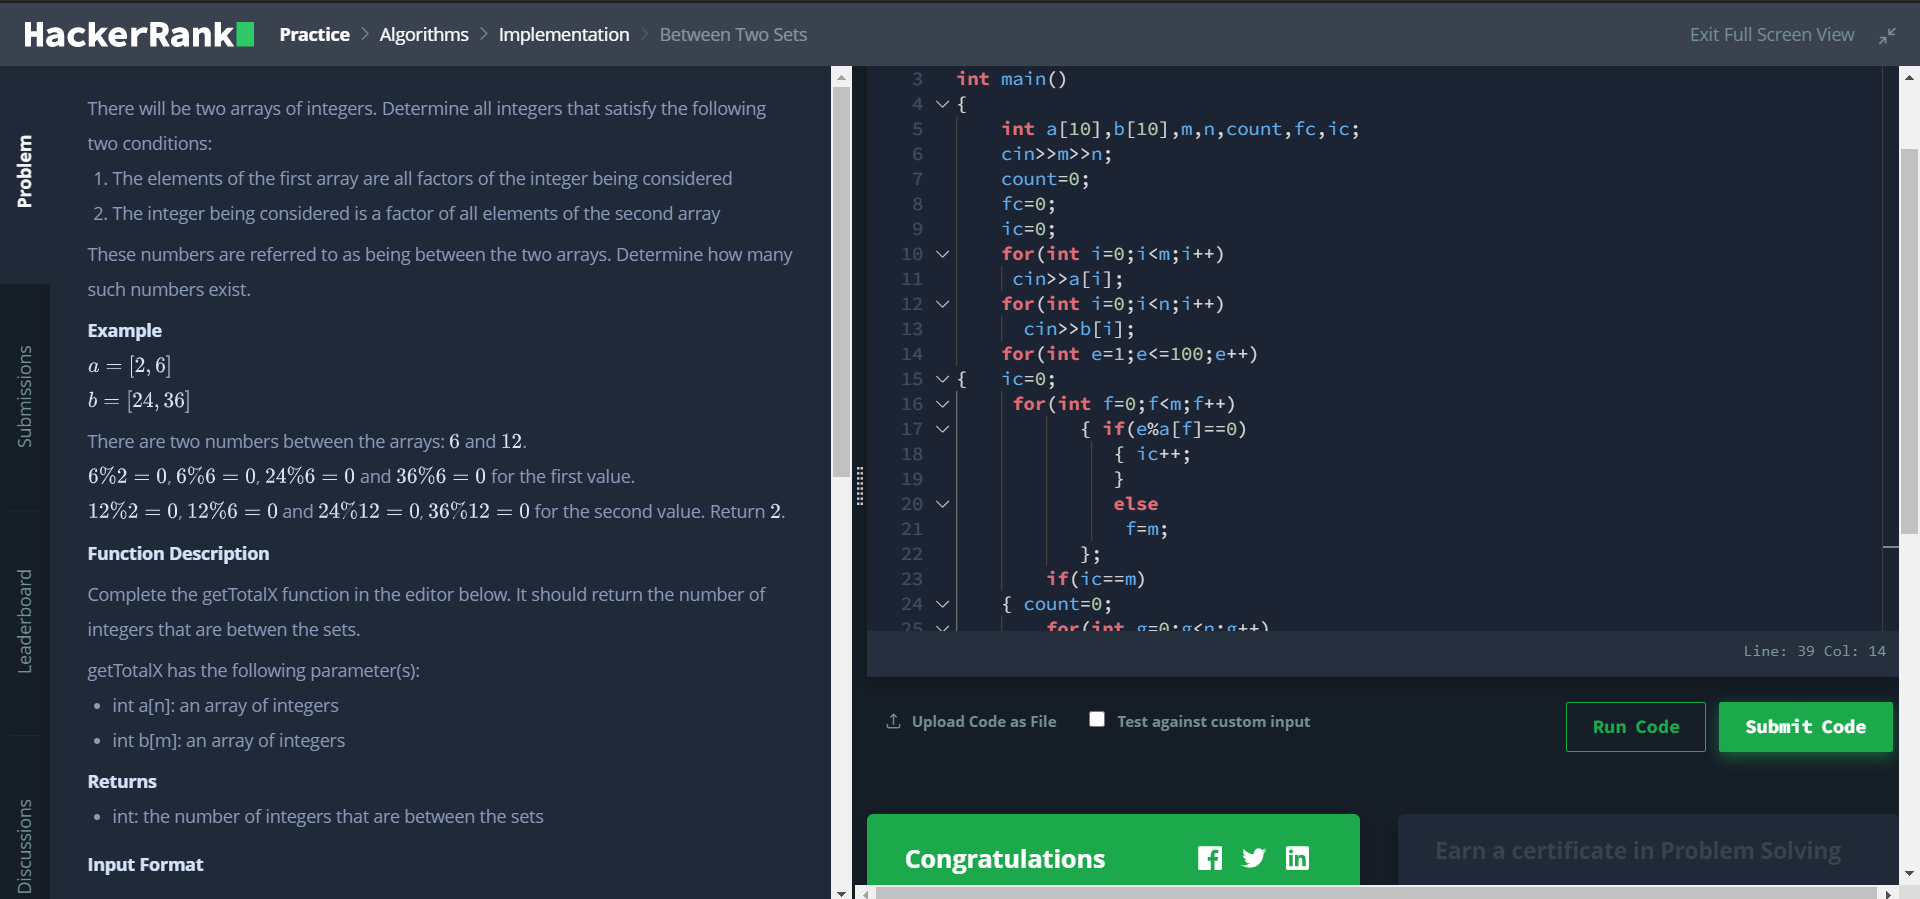 HackerRank Practice > Algorithms > Implementation > Between Two Sets Exit Full Screen View
Problem
Submissions
Leaderboard
Discussions
There will be two arrays of integers. Determine all integers that satisfy the following
two conditions:
1. The elements of the first array are all factors of the integer being considered
2. The integer being considered is a factor of all elements of the second array
These numbers are referred to as being between the two arrays. Determine how many
such numbers exist.
Example
a = [2, 6]
b = [24, 36]
There are two numbers between the arrays: 6 and 12.
6%2 = 0, 6%6 = 0, 24%6 = 0 and 36%6 = 0 for the first value.
12%2 = 0, 12%6 = 0 and 24%12 = 0, 36%12 = 0 for the second value. Return 2.
Function Description
Complete the getTotalX function in the editor below. It should return the number of
integers that are betwen the sets.
getTotalX has the following parameter(s):
• int a[n]: an array of integers
• int b[m]: an array of integers
Returns
• int: the number of integers that are between the sets
Input Format
3 int main()
4 {
5 int a[10],b[10],m,n,count,fc,ic;
6 cin>>m>>n;
7 count=0;
8 fc=0;
9 ic=0;
10 for(int i=0;i<m;i++)
11 cin>>a[i];
12 for(int i=0;i<n;i++)
13 cin>>b[i];
14 for(int e=1;e<=100;e++)
15 { ic=0;
16 for(int f=0;f<m;f++)
17 { if(e%a[f]==0)
18 { ic++;
19 }
20 else
21 f=m;
22 };
23 if(ic==m)
24 { count=0;
25 for(int g=0;g<n;g++)
Line: 39 Col: 14
Upload Code as File Test against custom input Run Code Submit Code
Congratulations
Earn a certificate in Problem Solving